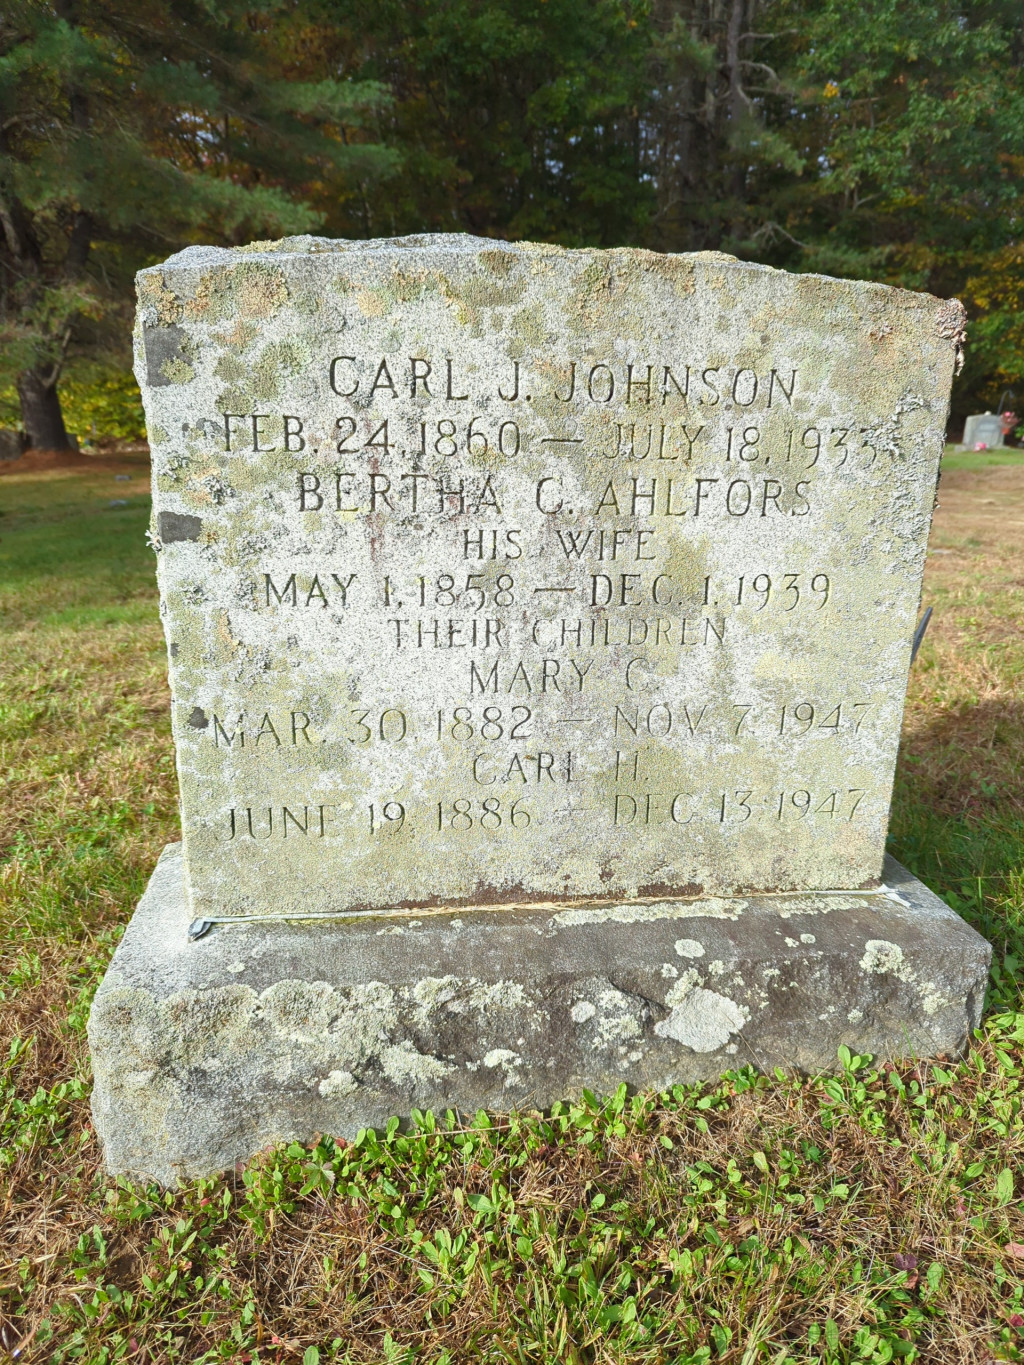 CARL J. JOHNSON
FEB. 24, 1860 — JULY 18, 1933
BERTHA C. AHLFORS
HIS WIFE
MAY 1, 1858 — DEC. 1, 1939
THEIR CHILDREN
MARY C.
MAR. 30, 1882 — NOV. 7, 1947
CARL H.
JUNE 19, 1886 — DEC. 13, 1947